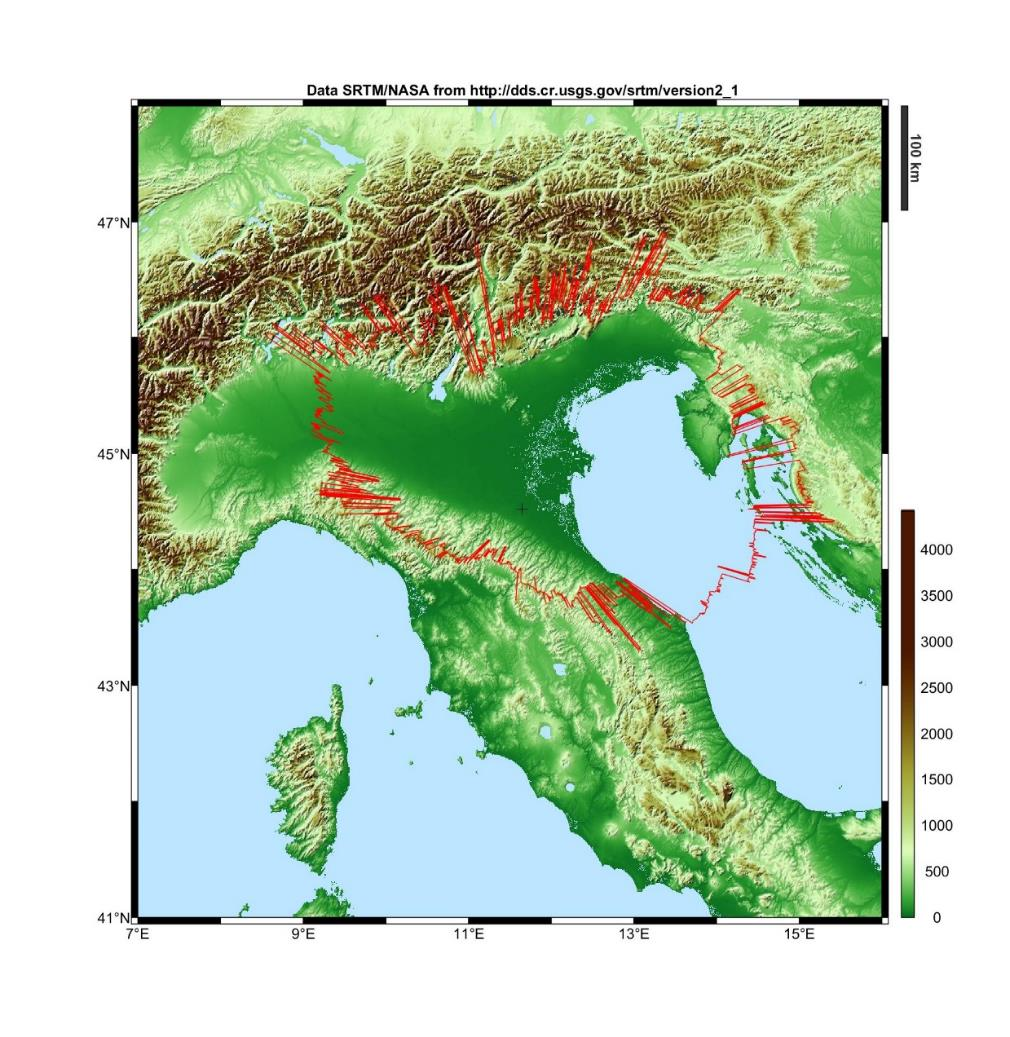 Data SRTM/NASA from http://dds.cr.usgs.gov/srtm/version2_1
100 km
47°N
45°N
43°N
41°N
7°E
9°E
11°E
13°E
15°E
4000
3500
3000
2500
2000
1500
1000
500
0